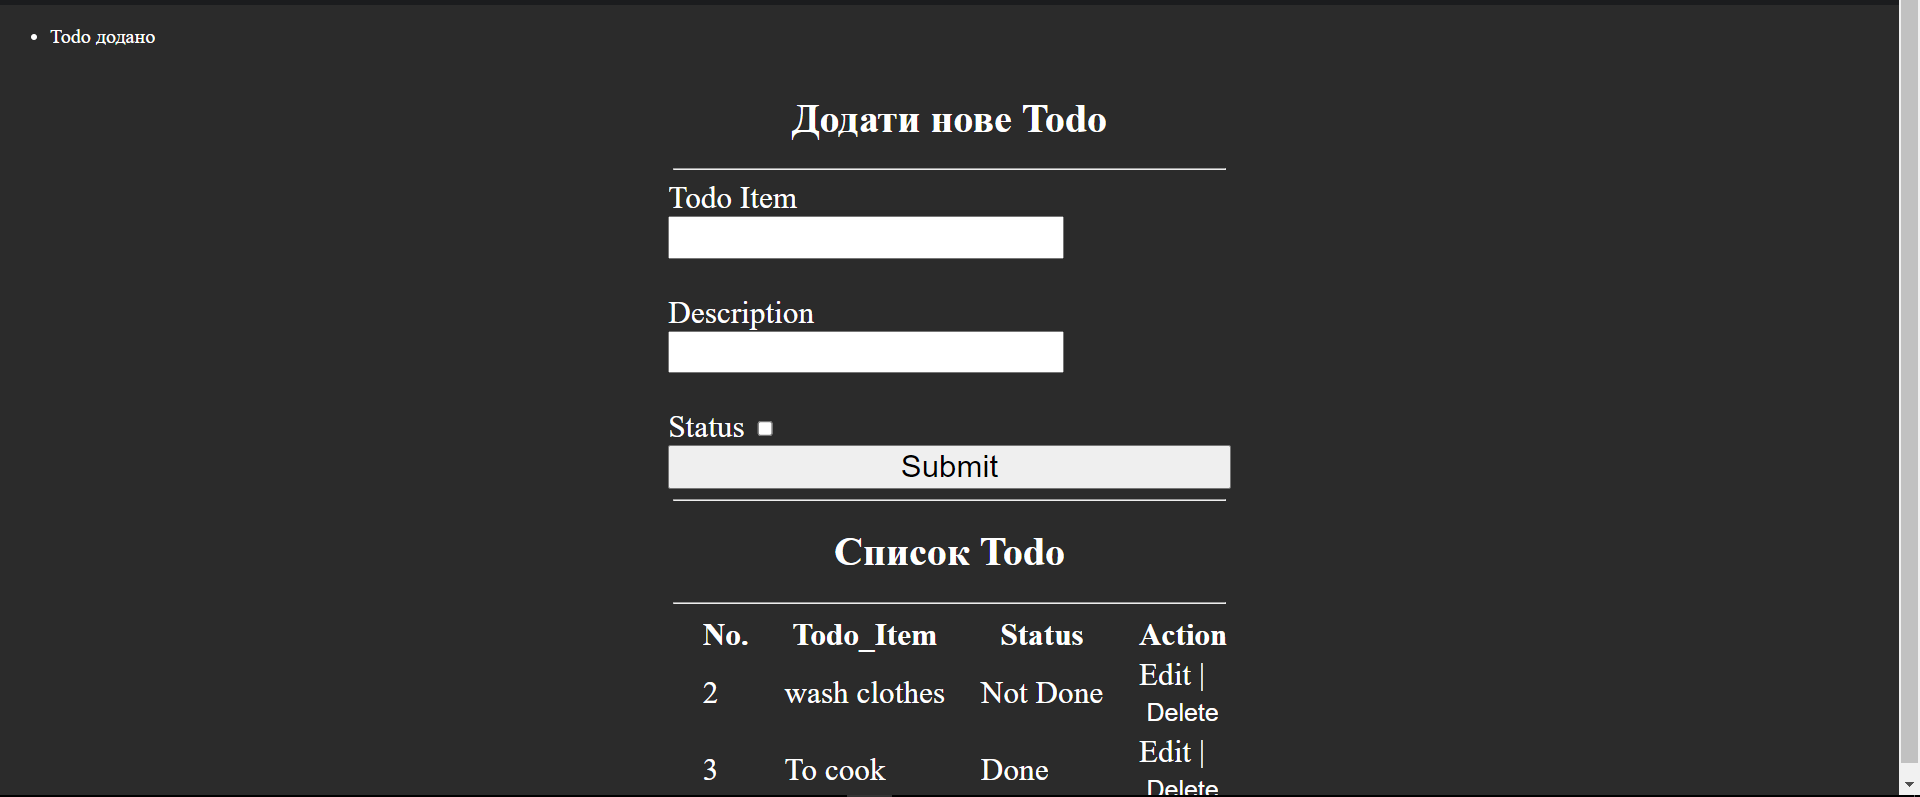 Todo додано
Додати нове Todo
Todo Item
Description
Status
Submit
Список Todo
No. Todo_Item Status Action
2 wash clothes Not Done Edit |
Delete
3 To cook Done Edit |
Delete